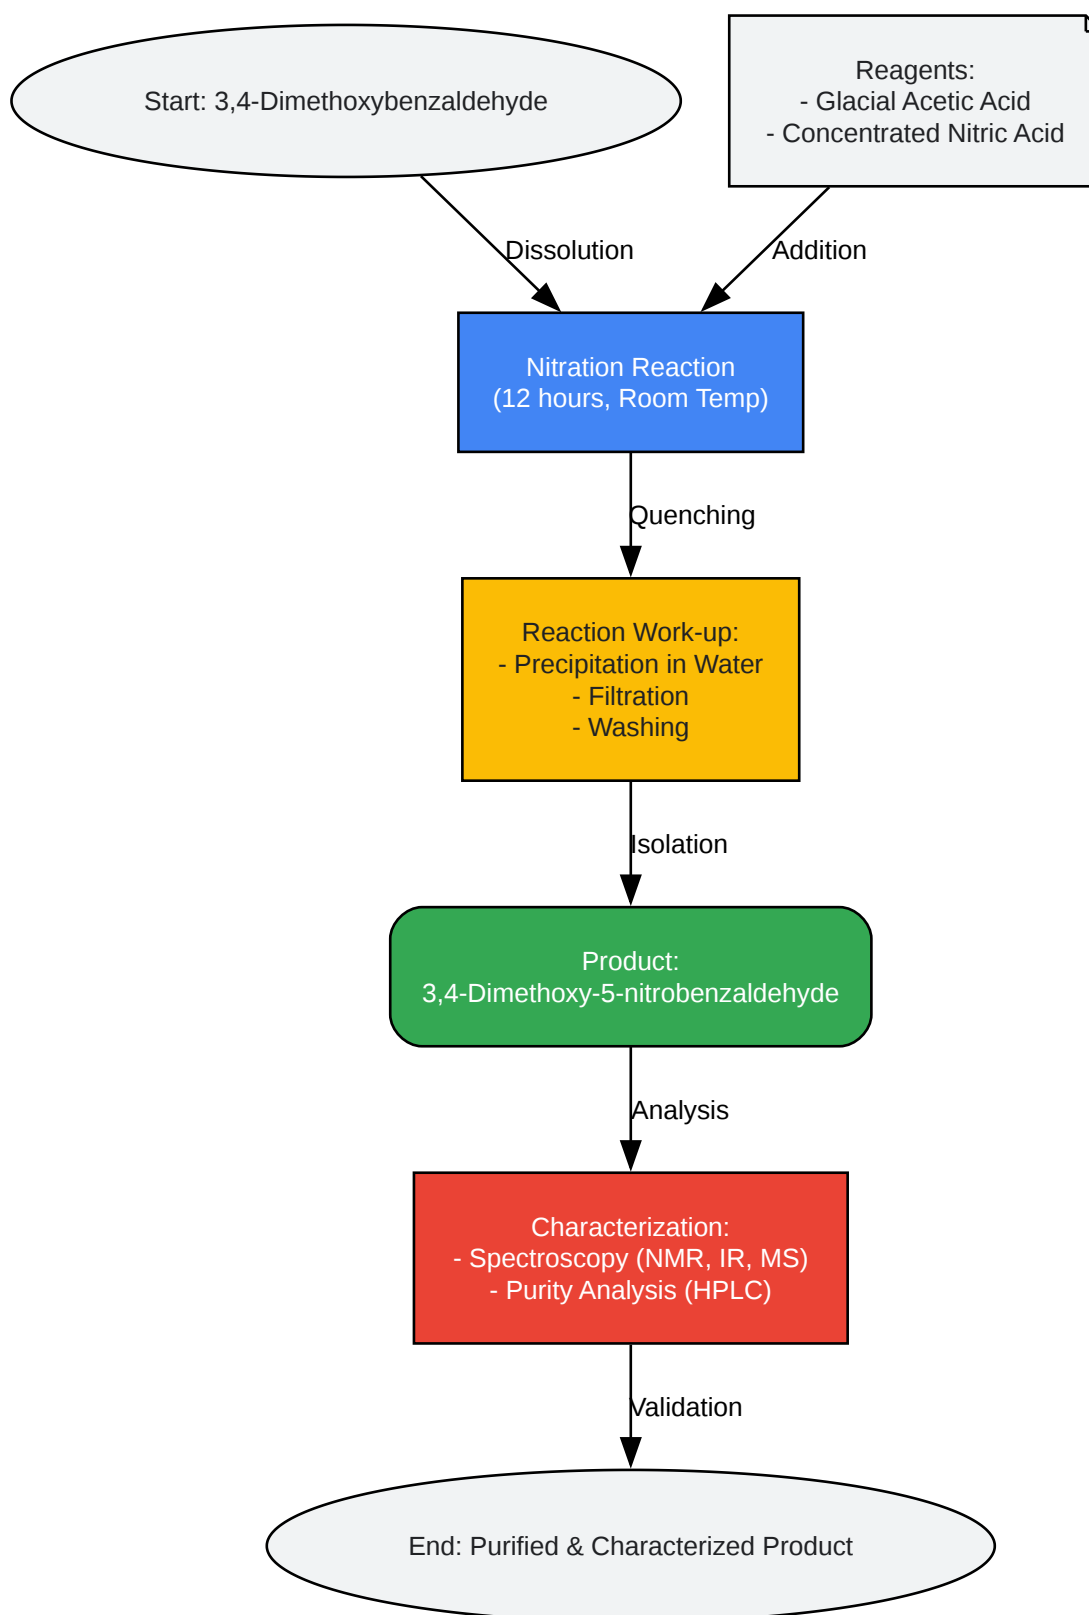 Start: 3,4-Dimethoxybenzaldehyde
Reagents:
- Glacial Acetic Acid
- Concentrated Nitric Acid
Dissolution
Addition
Nitration Reaction
(12 hours, Room Temp)
Quenching
Reaction Work-up:
- Precipitation in Water
- Filtration
- Washing
Isolation
Product:
3,4-Dimethoxy-5-nitrobenzaldehyde
Analysis
Characterization:
- Spectroscopy (NMR, IR, MS)
- Purity Analysis (HPLC)
Validation
End: Purified & Characterized Product